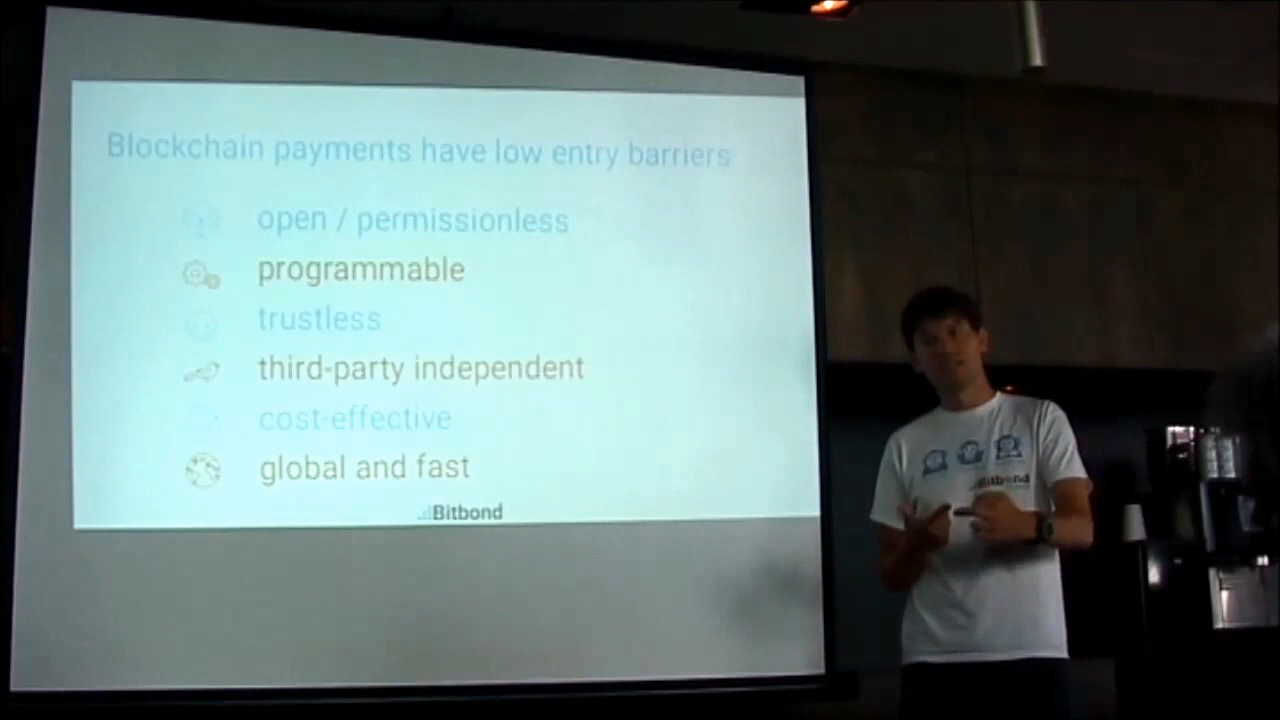 Blockchain payments have low entry barriers
open / permissionless
programmable
trustless
third-party independent
cost-effective
global and fast
Bitbond
Bitbond